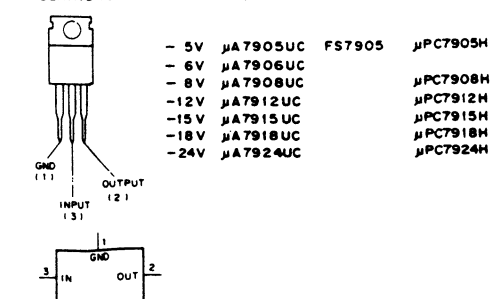 - 5V µA7905UC FS7905 µPC7905H
- 6V µA7906UC
- 8V µA7908UC µPC7908H
-12V µA7912UC µPC7912H
-15V µA7915UC µPC7915H
-18V µA7918UC µPC7918H
-24V µA7924UC µPC7924H
GND
(1)
OUTPUT
(2)
INPUT
(3)
1
GND
3 IN OUT 2